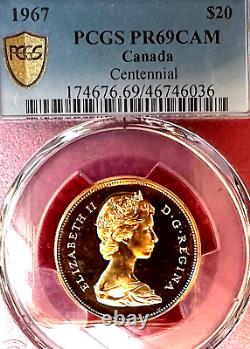 1967 $20
PCGS PCGS PR69CAM
Canada
Centennial
174676.69/46746036
ELIZABETH II D·G·REGINA